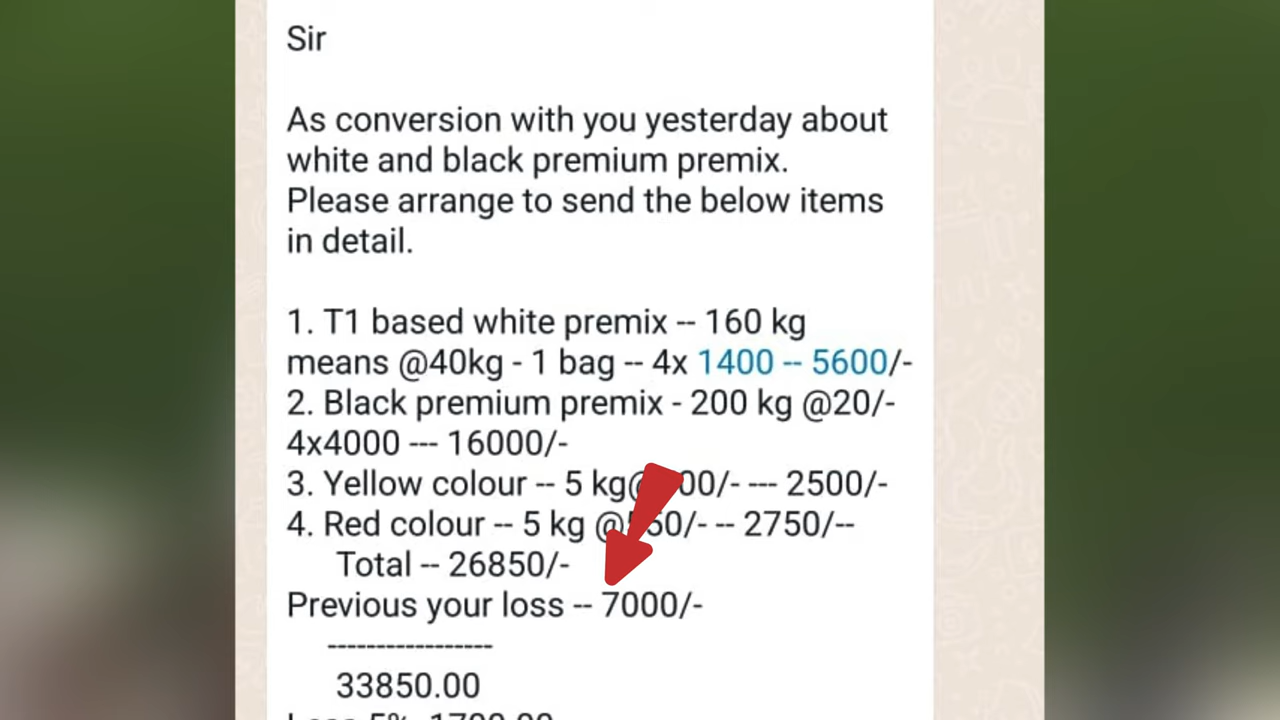 Sir
As conversion with you yesterday about
white and black premium premix.
Please arrange to send the below items
in detail.
1. T1 based white premix -- 160 kg
means @40kg - 1 bag -- 4x 1400 -- 5600/-
2. Black premium premix - 200 kg @20/-
4x4000 --- 16000/-
3. Yellow colour -- 5 kg 00/- --- 2500/-
4. Red colour -- 5 kg @550/- -- 2750/--
Total -- 26850/-
Previous your loss -- 7000/-
-----------------
33850.00